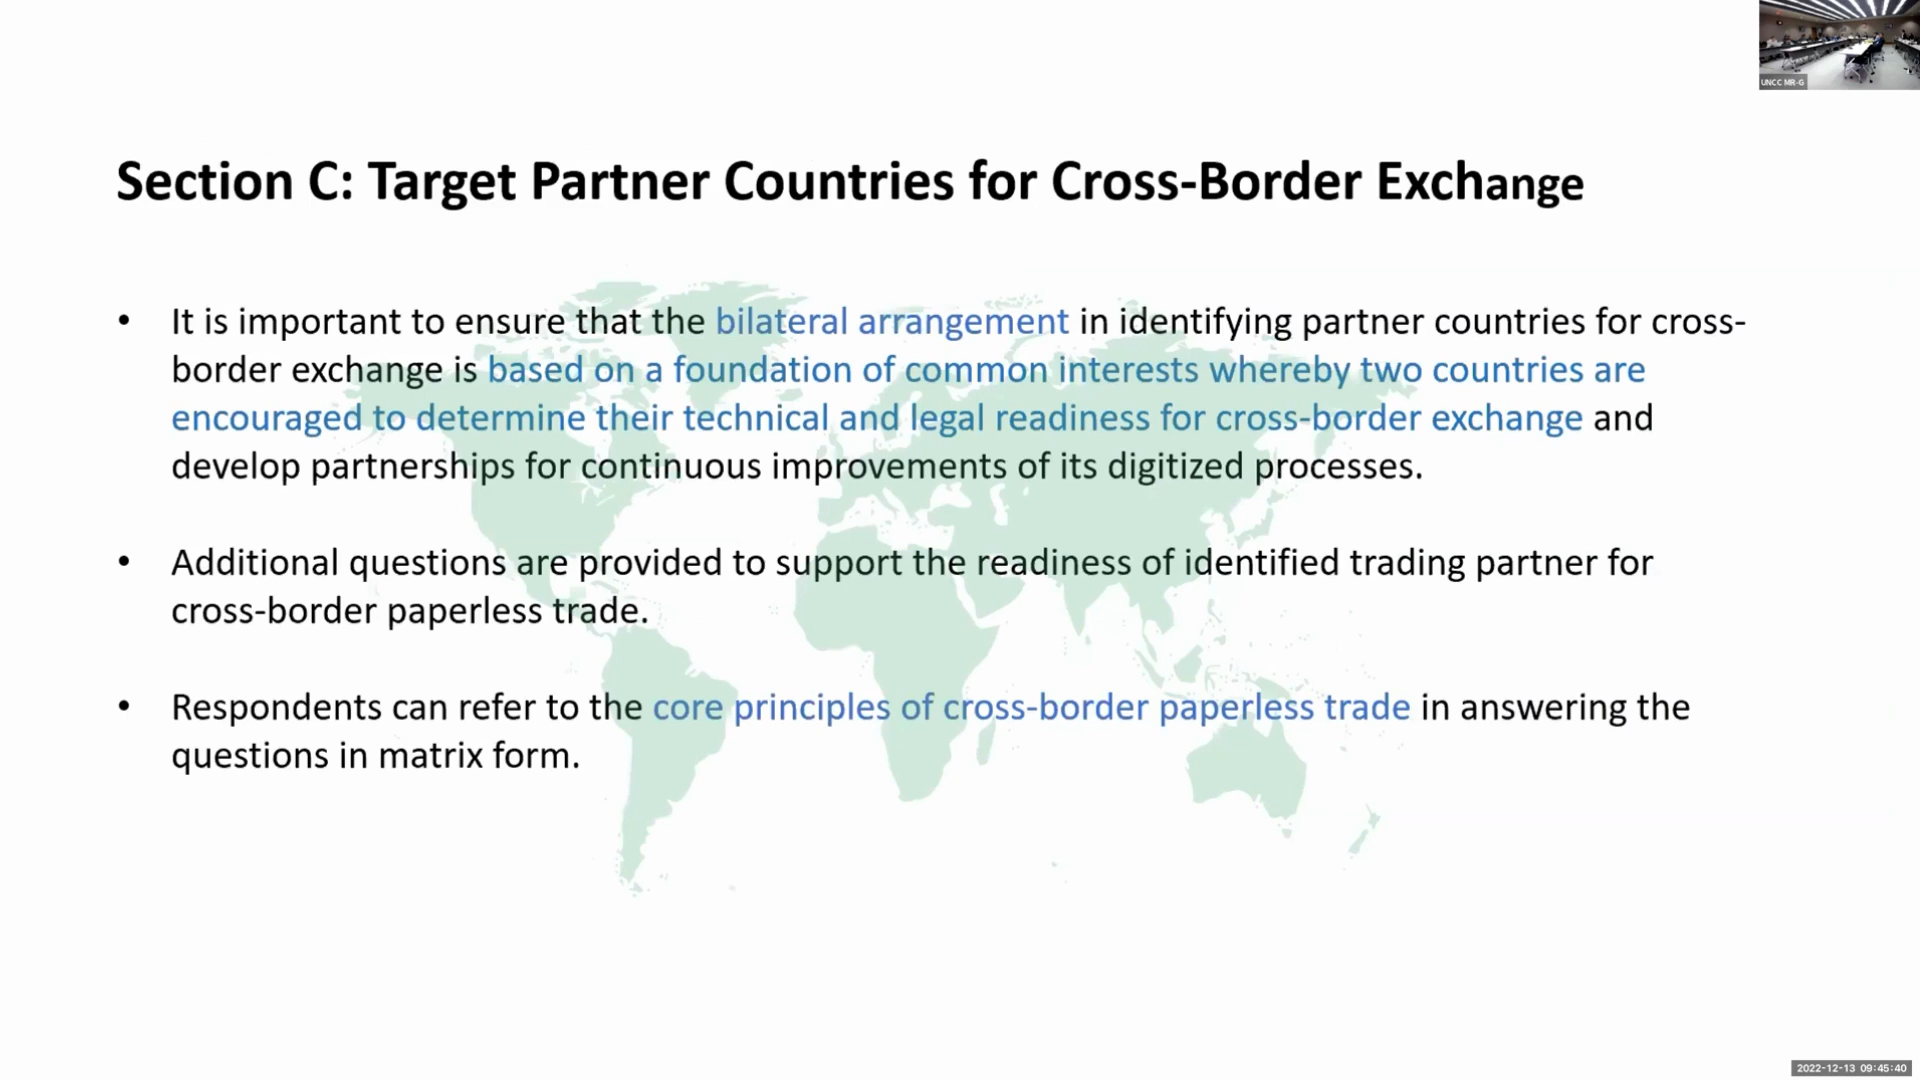 UNCC MR-G
Section C: Target Partner Countries for Cross-Border Exchange
• It is important to ensure that the bilateral arrangement in identifying partner countries for cross-
border exchange is based on a foundation of common interests whereby two countries are
encouraged to determine their technical and legal readiness for cross-border exchange and
develop partnerships for continuous improvements of its digitized processes.
• Additional questions are provided to support the readiness of identified trading partner for
cross-border paperless trade.
• Respondents can refer to the core principles of cross-border paperless trade in answering the
questions in matrix form.
2022-12-13 09:45:40